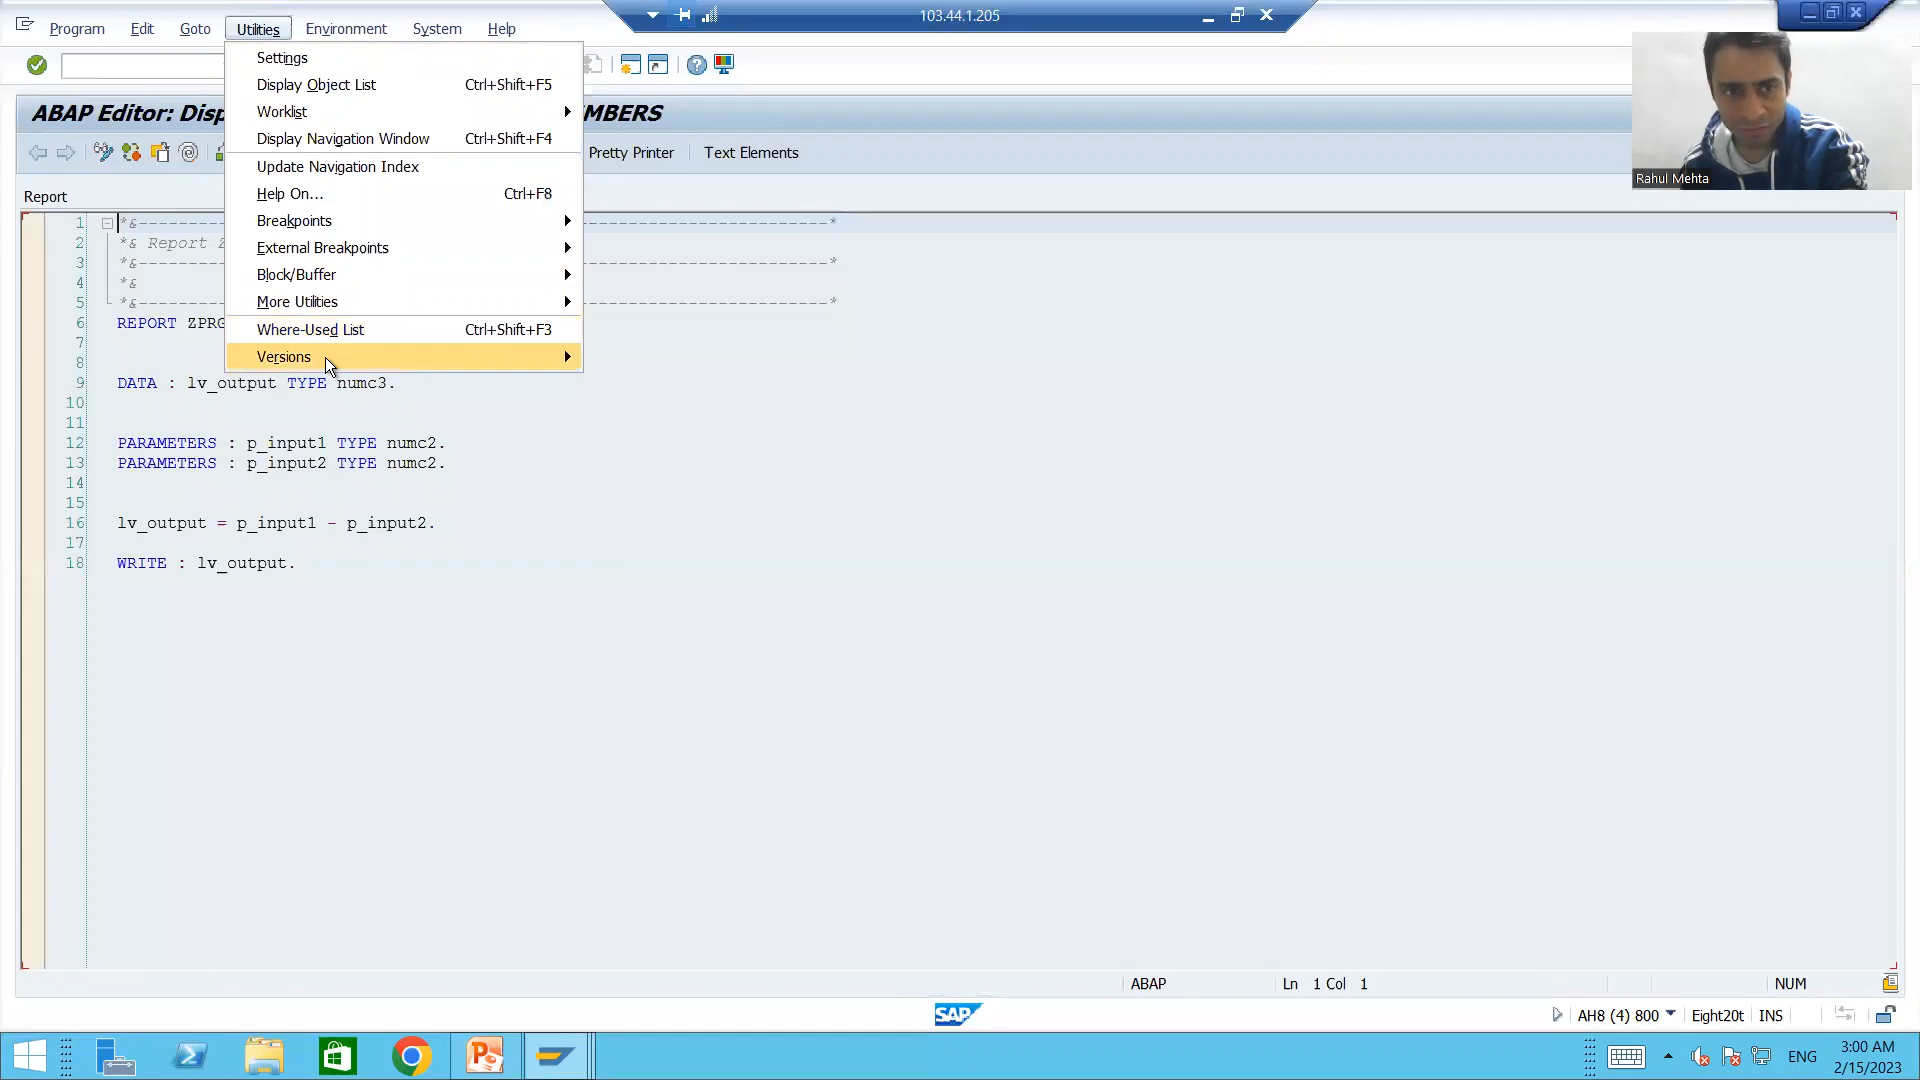 Program Edit Goto Utilities Environment System Help
103.44.1.205
Settings
Display Object List Ctrl+Shift+F5
Worklist
Display Navigation Window Ctrl+Shift+F4
Update Navigation Index
Help On... Ctrl+F8
Breakpoints
External Breakpoints
Block/Buffer
More Utilities
Where-Used List Ctrl+Shift+F3
Versions
ABAP Editor: Disp MBERS
Pretty Printer Text Elements
Rahul Mehta
Report
1 *&---------- -------------------------*
2 *& Report Z
3 *&---------- -------------------------*
4 *&
5 *&---------- -------------------------*
6 REPORT ZPRG
7
8
9 DATA : lv_output TYPE numc3.
10
11
12 PARAMETERS : p_input1 TYPE numc2.
13 PARAMETERS : p_input2 TYPE numc2.
14
15
16 lv_output = p_input1 - p_input2.
17
18 WRITE : lv_output.
ABAP Ln 1 Col 1 NUM
SAP
AH8 (4) 800 Eight20t INS
ENG
3:00 AM
2/15/2023